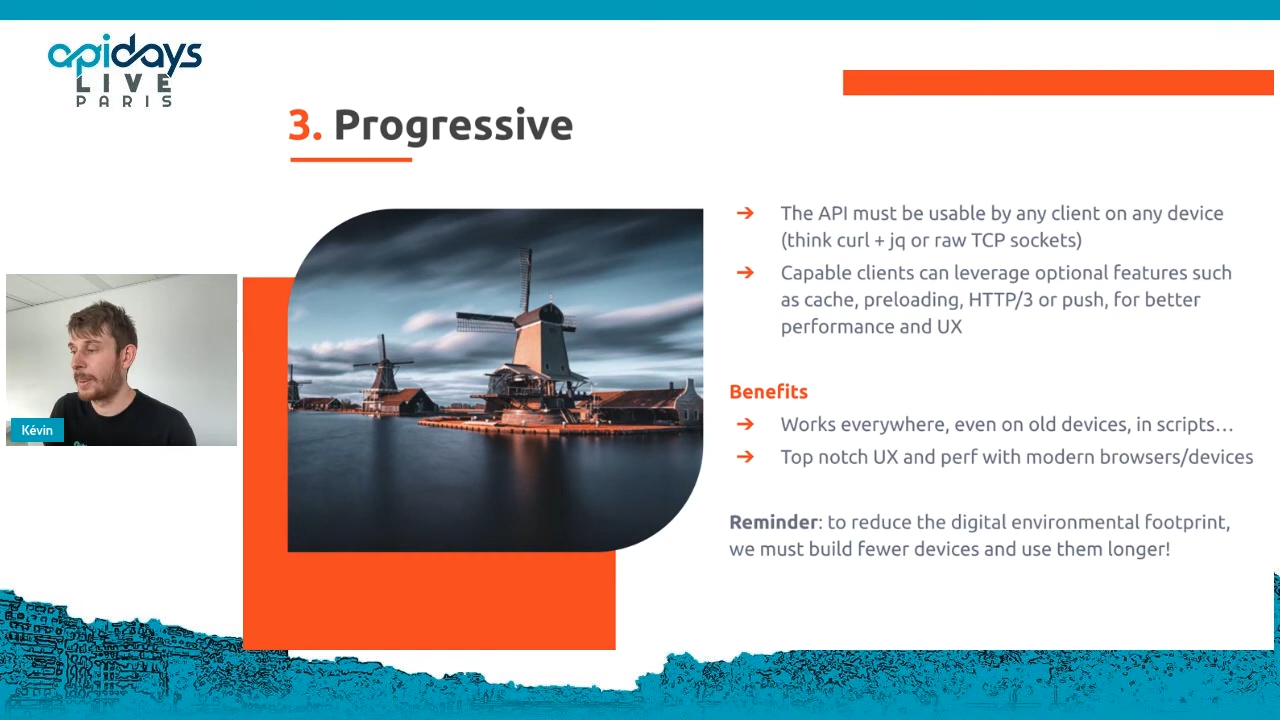 apidays
LIVE
PARIS
3. Progressive
➔ The API must be usable by any client on any device
(think curl + jq or raw TCP sockets)
➔ Capable clients can leverage optional features such
as cache, preloading, HTTP/3 or push, for better
performance and UX
Benefits
➔ Works everywhere, even on old devices, in scripts…
➔ Top notch UX and perf with modern browsers/devices
Reminder: to reduce the digital environmental footprint,
we must build fewer devices and use them longer!
Kévin